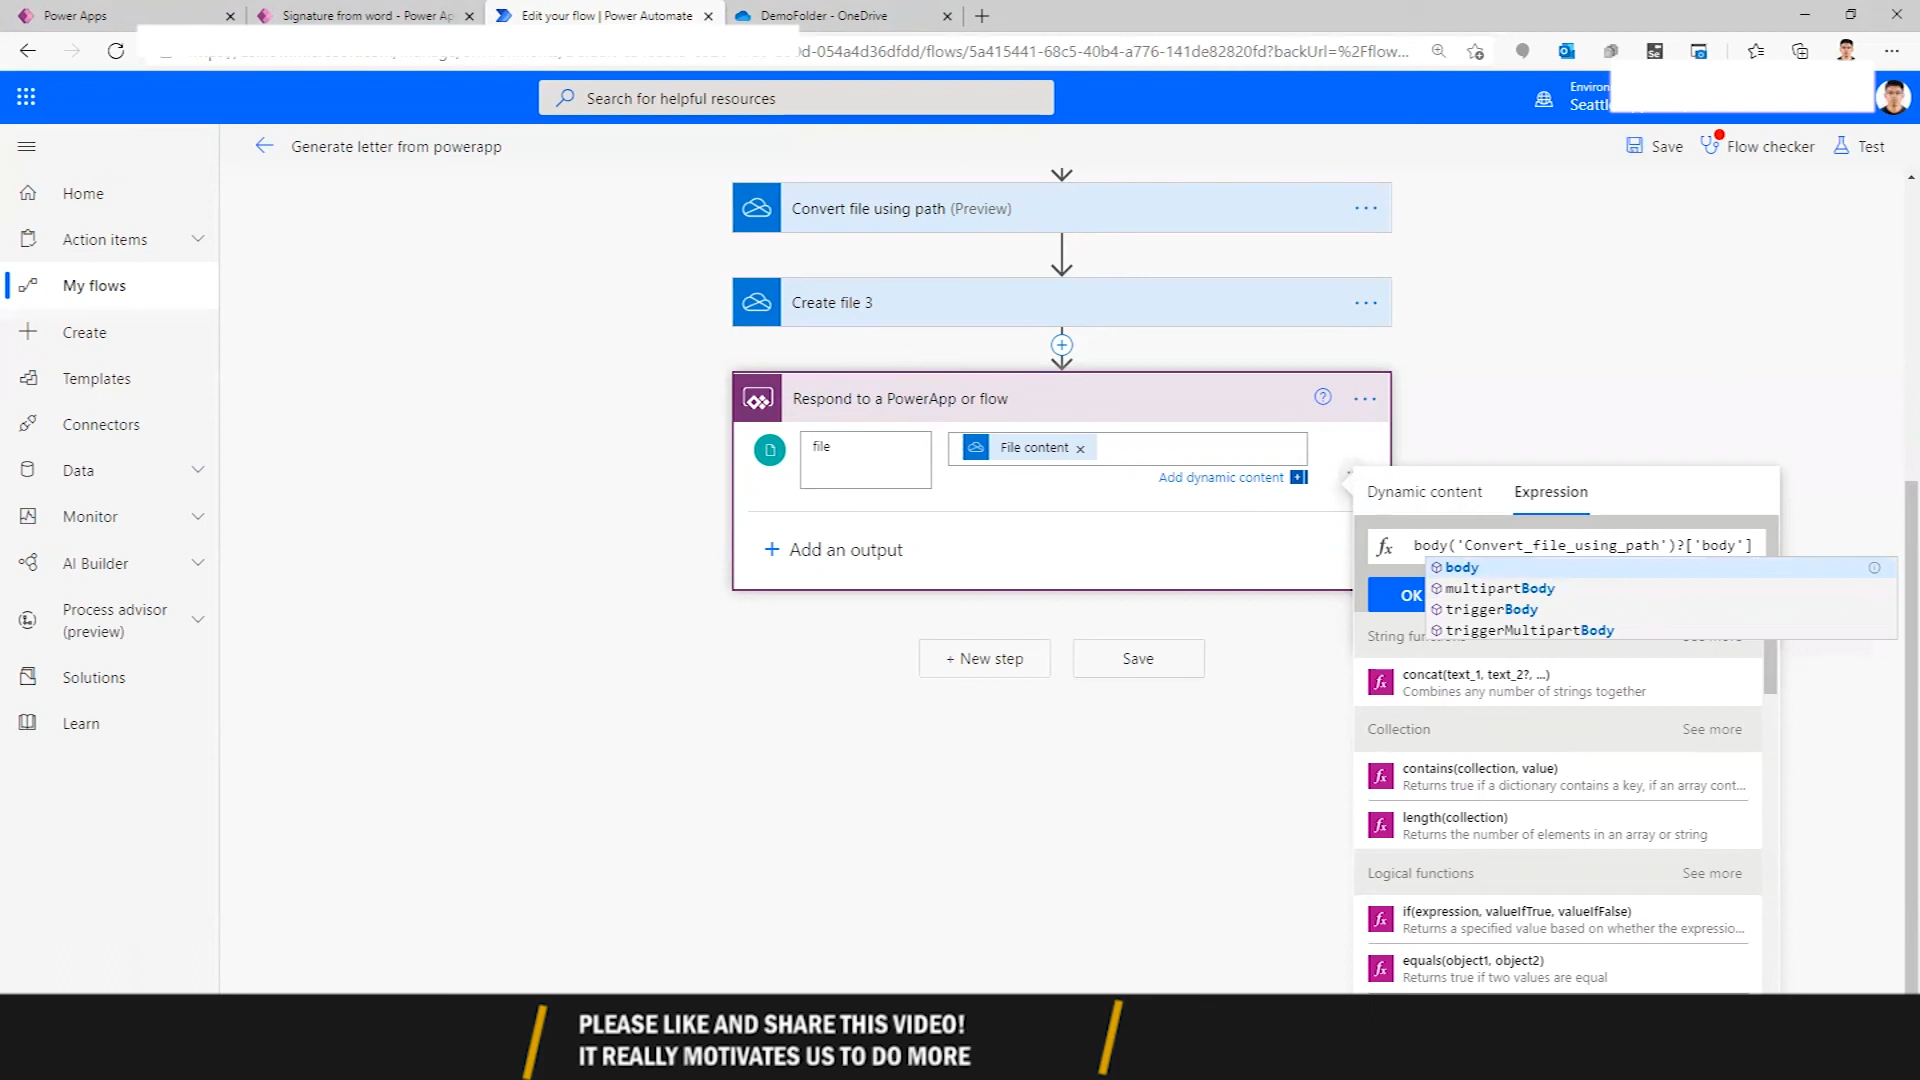 Power Apps
Signature from word - Power Ap
Edit your flow | Power Automate
DemoFolder - OneDrive
d-054a4d36dfdd/flows/5a415441-68c5-40b4-a776-141de82820fd?backUrl=%2Fflow...
Search for helpful resources
Environ
Seattl
Generate letter from powerapp
Save
Flow checker
Test
Home
Action items
My flows
Create
Templates
Connectors
Data
Monitor
AI Builder
Process advisor
(preview)
Solutions
Learn
Convert file using path (Preview)
Create file 3
Respond to a PowerApp or flow
file
File content
Add dynamic content
Add an output
+ New step
Save
Dynamic content
Expression
fx
body('Convert_file_using_path')?['body']
OK
body
multipartBody
triggerBody
triggerMultipartBody
String fu
See more
fx
concat(text_1, text_2?, ...)
Combines any number of strings together
Collection
See more
fx
contains(collection, value)
Returns true if a dictionary contains a key, if an array cont...
fx
length(collection)
Returns the number of elements in an array or string
Logical functions
See more
fx
if(expression, valueIfTrue, valueIfFalse)
Returns a specified value based on whether the expressio...
fx
equals(object1, object2)
Returns true if two values are equal
PLEASE LIKE AND SHARE THIS VIDEO!
IT REALLY MOTIVATES US TO DO MORE